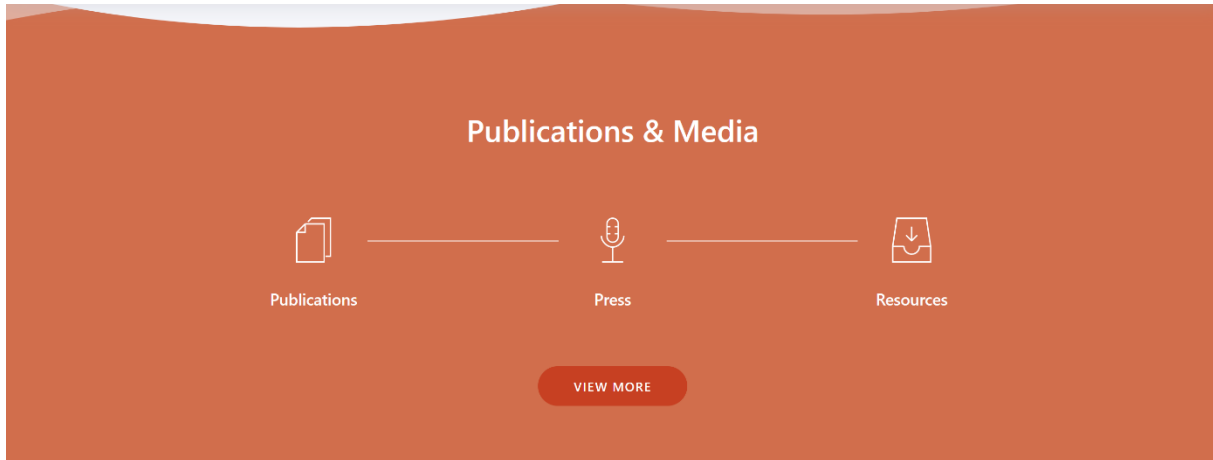 Publications & Media
Publications
Press
Resources
VIEW MORE